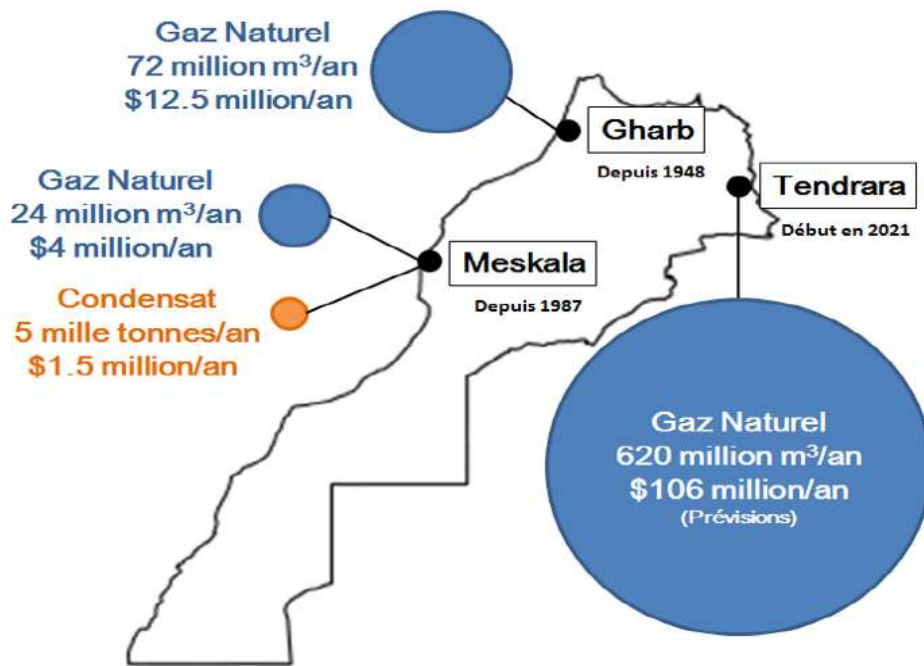 Gaz Naturel
72 million m³/an
$12.5 million/an
Gharb
Depuis 1948
Tendrara
Début en 2021
Gaz Naturel
24 million m³/an
$4 million/an
Meskala
Depuis 1987
Condensat
5 mille tonnes/an
$1.5 million/an
Gaz Naturel
620 million m³/an
$106 million/an
(Prévisions)